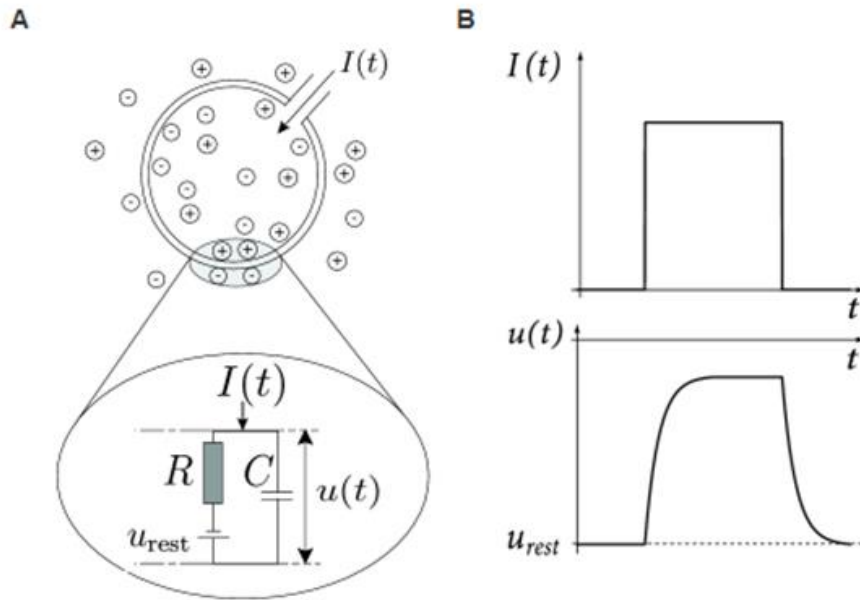 A
I(t)
I(t)
R
C
u(t)
u_rest
B
I(t)
t
u(t)
t
u_rest